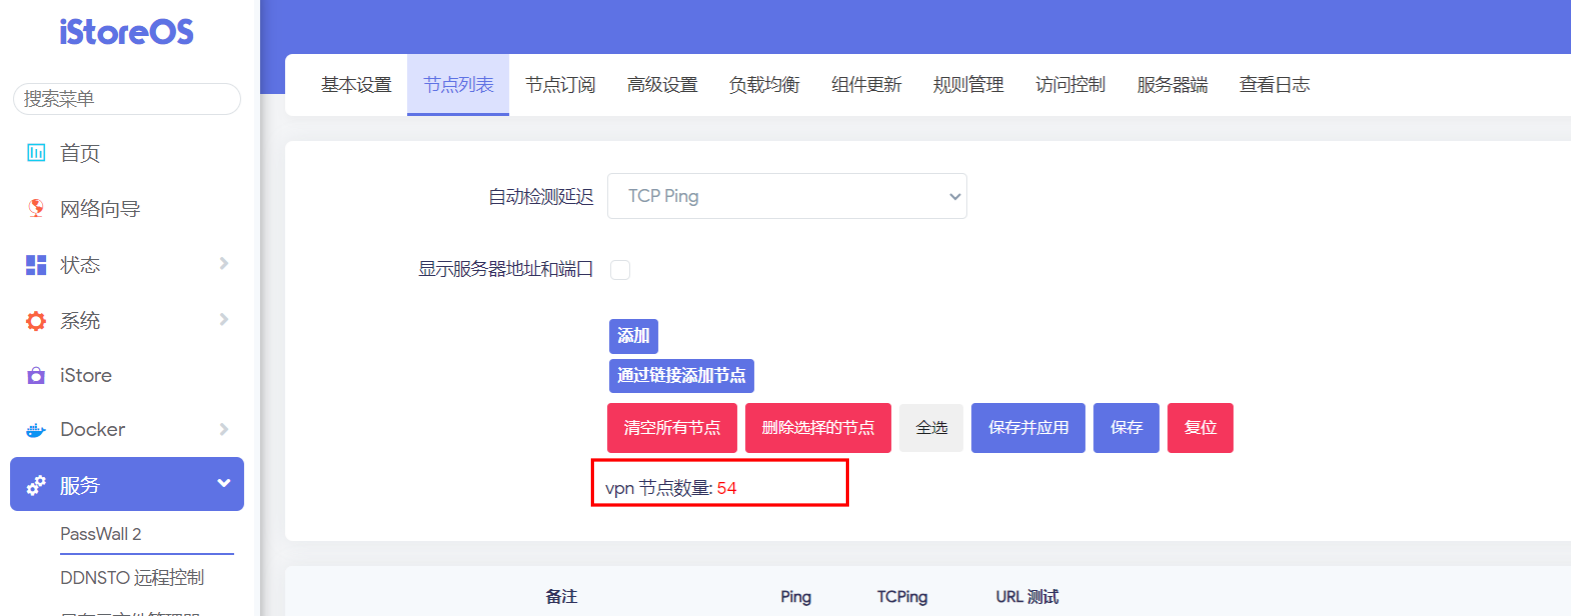 iStoreOS
搜索菜单
首页
网络向导
状态
系统
iStore
Docker
服务
PassWall 2
DDNSTO 远程控制
基本设置 节点列表 节点订阅 高级设置 负载均衡 组件更新 规则管理 访问控制 服务器端 查看日志
自动检测延迟 TCP Ping
显示服务器地址和端口
添加
通过链接添加节点
清空所有节点 删除选择的节点 全选 保存并应用 保存 复位
vpn 节点数量: 54
备注 Ping TCPing URL 测试